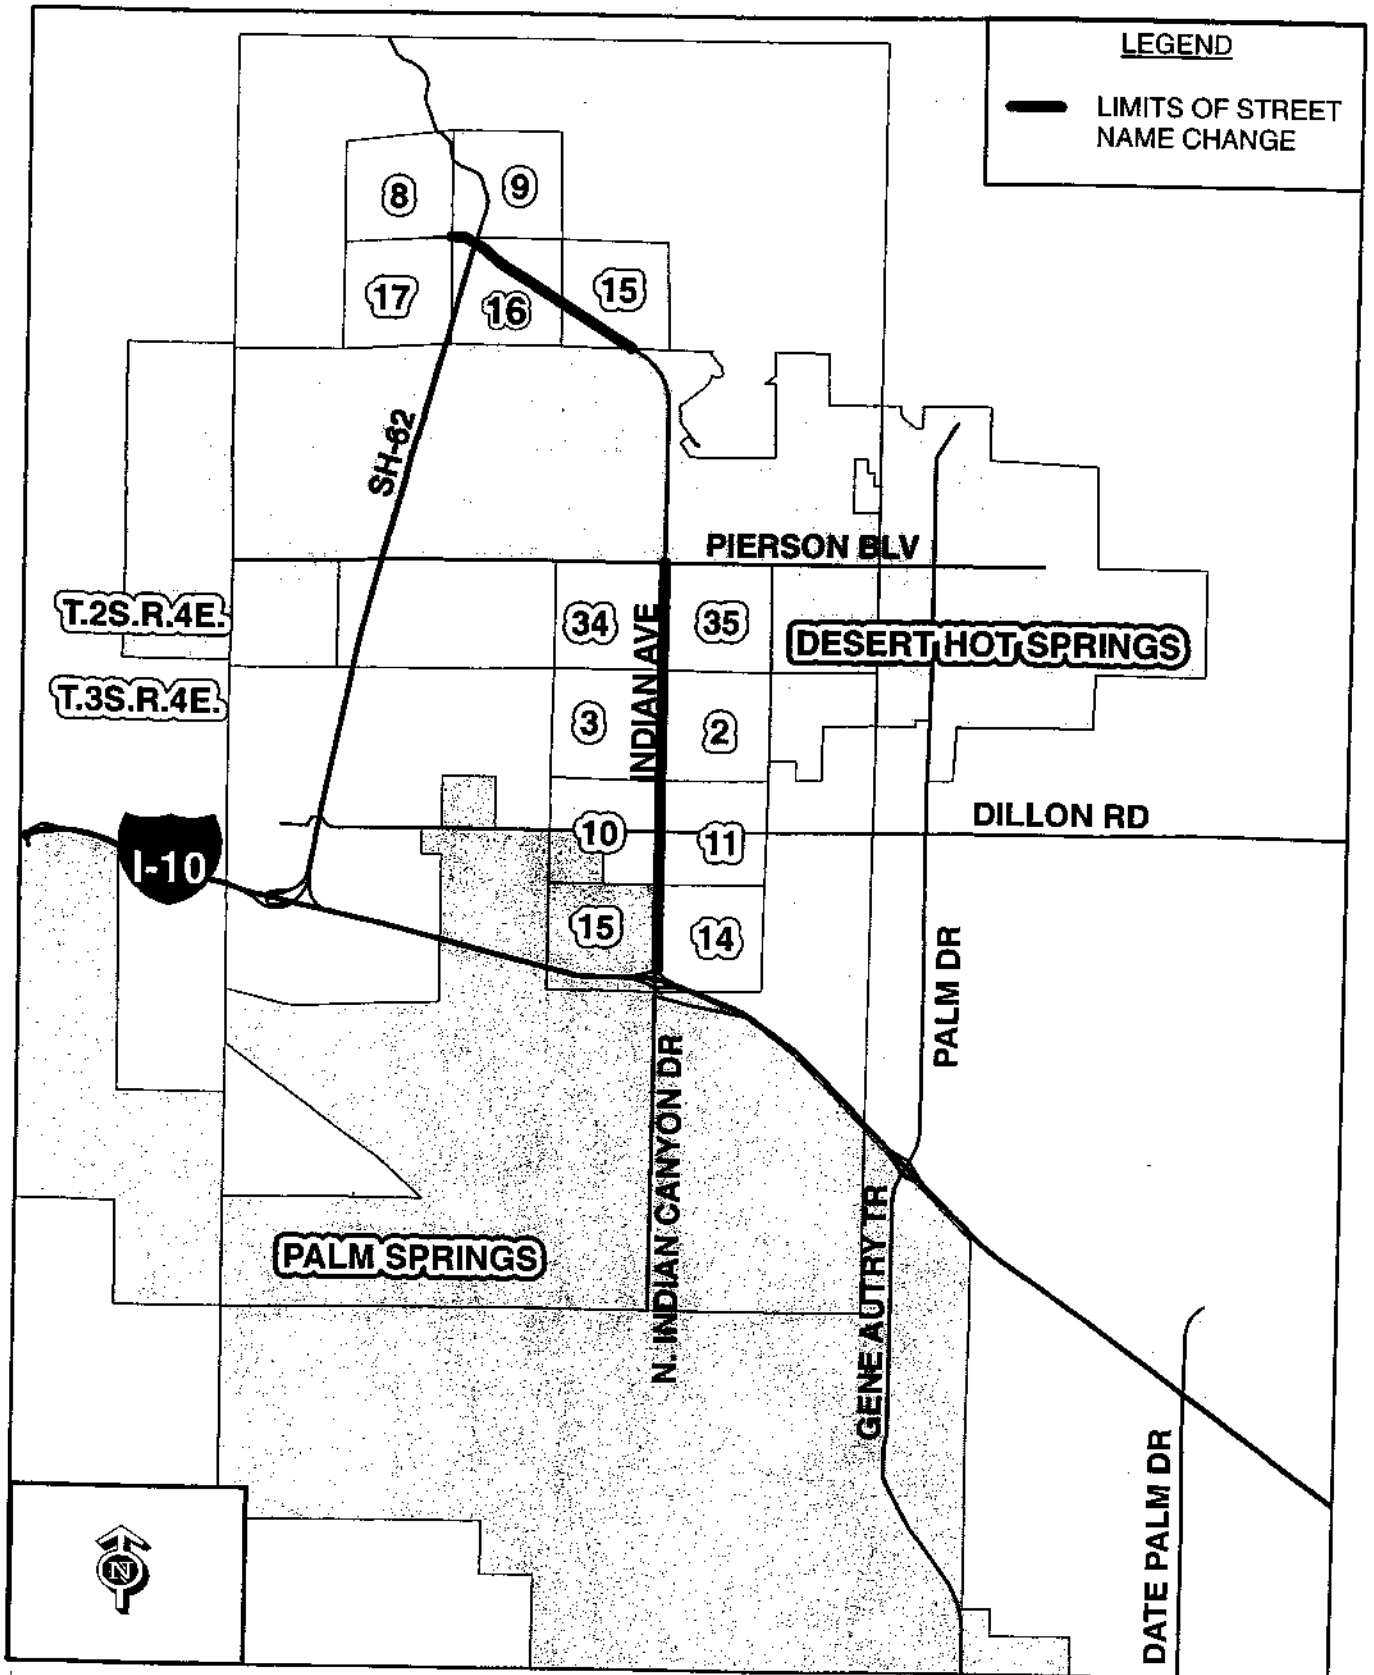 LEGEND
LIMITS OF STREET
NAME CHANGE
8
9
17
16
15
SH-62
PIERSON BLV
T.2S.R.4E.
34
INDIAN AVE
35
DESERT HOT SPRINGS
T.3S.R.4E.
3
2
DILLON RD
I-10
10
11
15
14
PALM DR
N. INDIAN CANYON DR
PALM SPRINGS
GENE AUTRY TR
DATE PALM DR
N